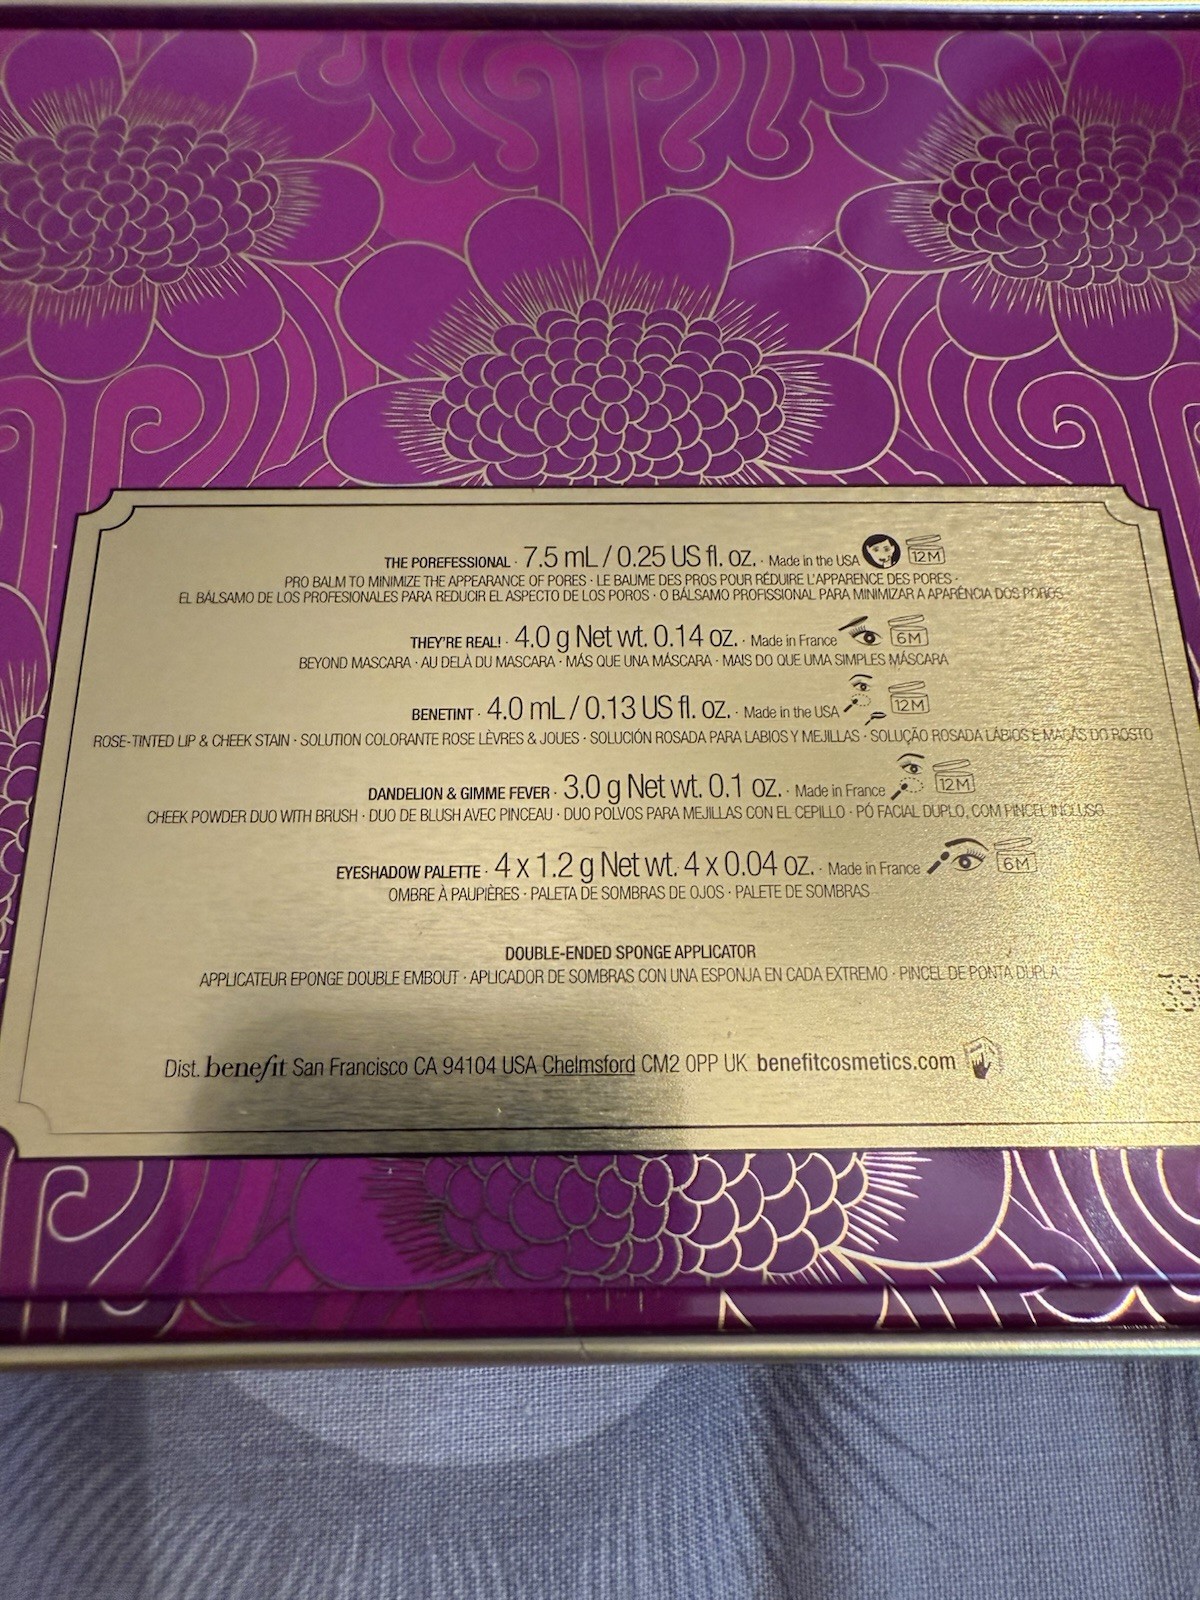 THE POREFESSIONAL · 7.5 mL / 0.25 US fl. oz. · Made in the USA 12M
PRO BALM TO MINIMIZE THE APPEARANCE OF PORES · LE BAUME DES PROS POUR RÉDUIRE L'APPARENCE DES PORES ·
EL BÁLSAMO DE LOS PROFESIONALES PARA REDUCIR EL ASPECTO DE LOS POROS · O BÁLSAMO PROFISSIONAL PARA MINIMIZAR A APARÊNCIA DOS POROS
THEY'RE REAL! · 4.0 g Net wt. 0.14 oz. · Made in France 6M
BEYOND MASCARA · AU DELÀ DU MASCARA · MÁS QUE UNA MÁSCARA · MAIS DO QUE UMA SIMPLES MÁSCARA
BENETINT · 4.0 mL / 0.13 US fl. oz. · Made in the USA 12M
ROSE-TINTED LIP & CHEEK STAIN · SOLUTION COLORANTE ROSE LÈVRES & JOUES · SOLUCIÓN ROSADA PARA LABIOS Y MEJILLAS · SOLUÇÃO ROSADA LÁBIOS E MAÇÃS DO ROSTO
DANDELION & GIMME FEVER · 3.0 g Net wt. 0.1 oz. · Made in France 12M
CHEEK POWDER DUO WITH BRUSH · DUO DE BLUSH AVEC PINCEAU · DUO POLVOS PARA MEJILLAS CON EL CEPILLO · PÓ FACIAL DUPLO, COM PINCEL INCLUSO
EYESHADOW PALETTE · 4 x 1.2 g Net wt. 4 x 0.04 oz. · Made in France 6M
OMBRE À PAUPIÈRES · PALETA DE SOMBRAS DE OJOS · PALETE DE SOMBRAS
DOUBLE-ENDED SPONGE APPLICATOR
APPLICATEUR EPONGE DOUBLE EMBOUT · APLICADOR DE SOMBRAS CON UNA ESPONJA EN CADA EXTREMO · PINCEL DE PONTA DUPLA
Dist. benefit San Francisco CA 94104 USA Chelmsford CM2 0PP UK benefitcosmetics.com